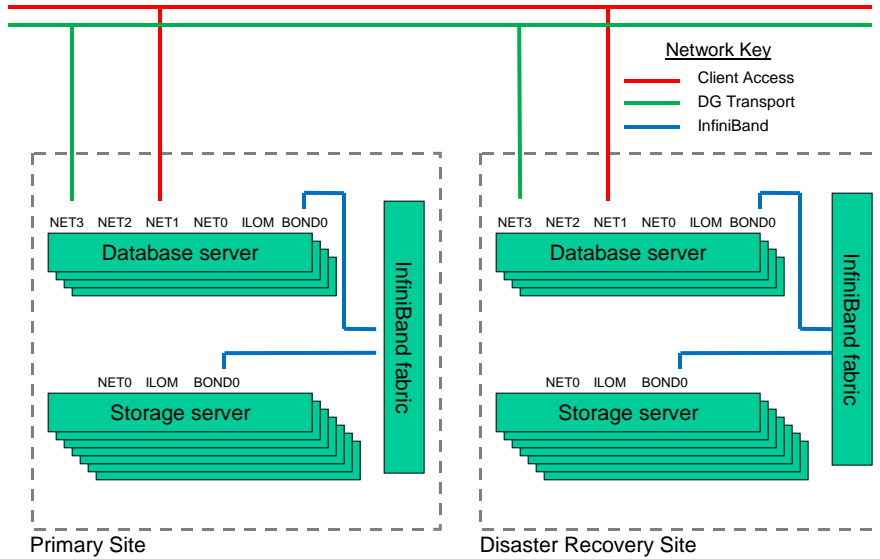 Network Key
Client Access
DG Transport
InfiniBand
NET3 NET2 NET1 NET0 ILOM BOND0
Database server
InfiniBand fabric
NET0 ILOM BOND0
Storage server
Primary Site
NET3 NET2 NET1 NET0 ILOM BOND0
Database server
InfiniBand fabric
NET0 ILOM BOND0
Storage server
Disaster Recovery Site